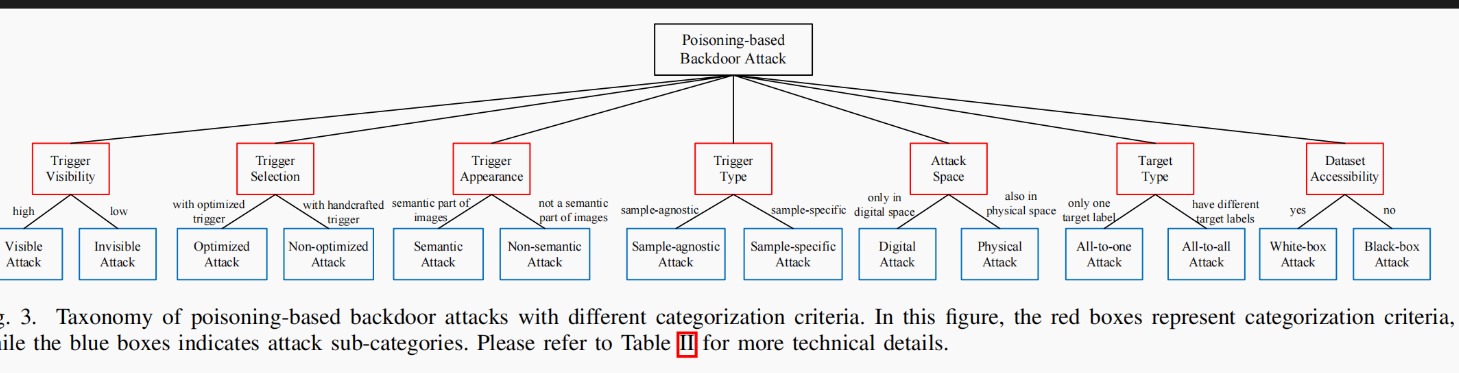 Poisoning-based
Backdoor Attack
Trigger
Visibility
Trigger
Selection
Trigger
Appearance
Trigger
Type
Attack
Space
Target
Type
Dataset
Accessibility
high
low
with optimized
trigger
with handcrafted
trigger
semantic part of
images
not a semantic
part of images
sample-agnostic
sample-specific
only in
digital space
also in
physical space
only one
target label
have different
target labels
yes
no
Visible
Attack
Invisible
Attack
Optimized
Attack
Non-optimized
Attack
Semantic
Attack
Non-semantic
Attack
Sample-agnostic
Attack
Sample-specific
Attack
Digital
Attack
Physical
Attack
All-to-one
Attack
All-to-all
Attack
White-box
Attack
Black-box
Attack
g. 3. Taxonomy of poisoning-based backdoor attacks with different categorization criteria. In this figure, the red boxes represent categorization criteria,
ile the blue boxes indicates attack sub-categories. Please refer to Table II for more technical details.